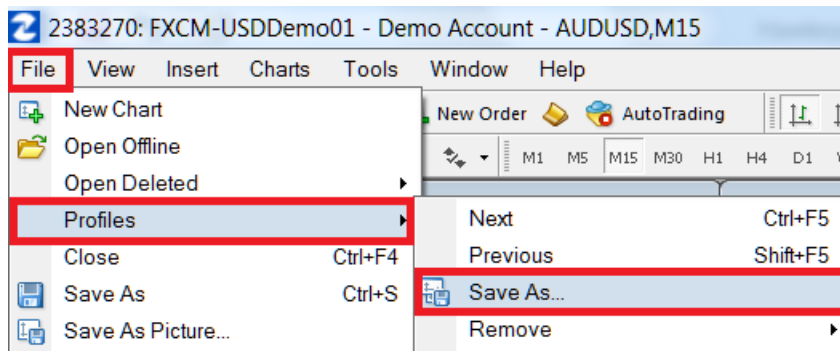 2383270: FXCM-USDDemo01 - Demo Account - AUDUSD,M15
File View Insert Charts Tools Window Help
New Chart
New Order AutoTrading
Open Offline
M1 M5 M15 M30 H1 H4 D1
Open Deleted
Profiles
Next Ctrl+F5
Close Ctrl+F4
Previous Shift+F5
Save As Ctrl+S
Save As...
Save As Picture...
Remove